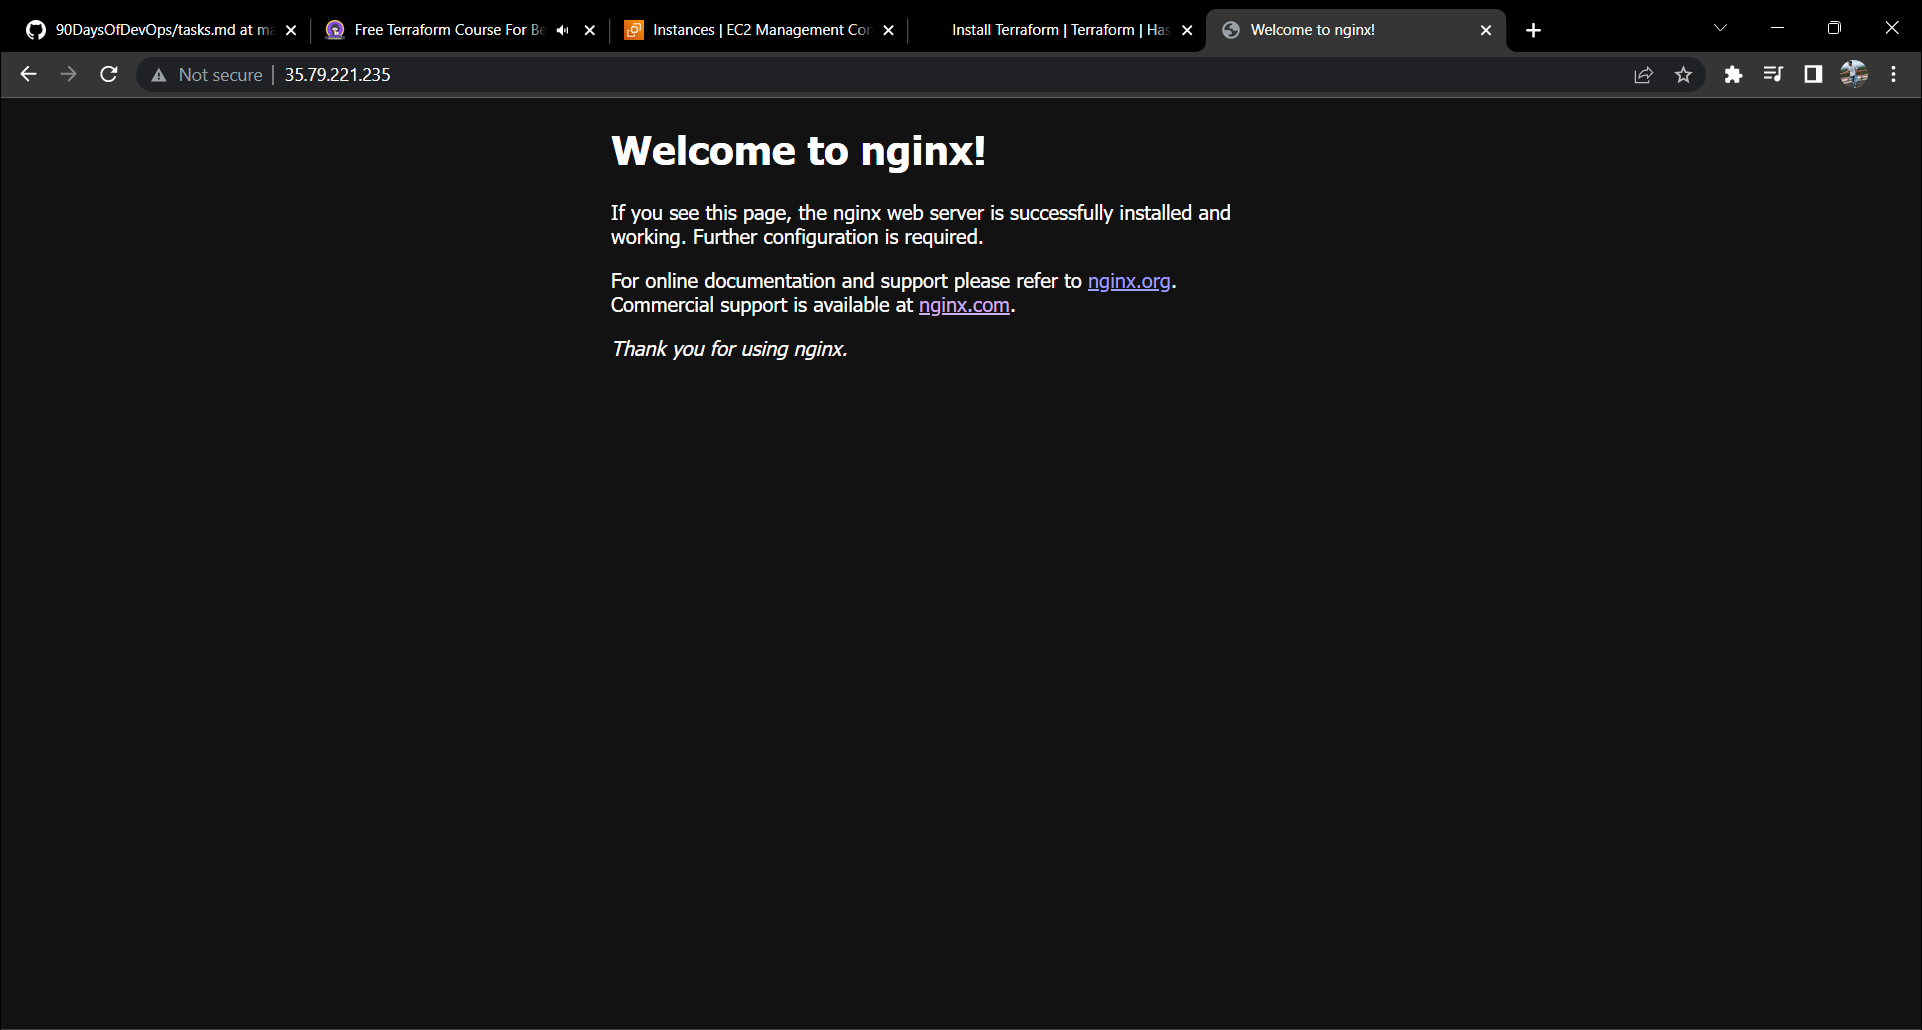 90DaysOfDevOps/tasks.md at ma
Free Terraform Course For Be
Instances | EC2 Management Con
Install Terraform | Terraform | Has
Welcome to nginx!
Not secure | 35.79.221.235
Welcome to nginx!
If you see this page, the nginx web server is successfully installed and
working. Further configuration is required.
For online documentation and support please refer to nginx.org.
Commercial support is available at nginx.com.
Thank you for using nginx.